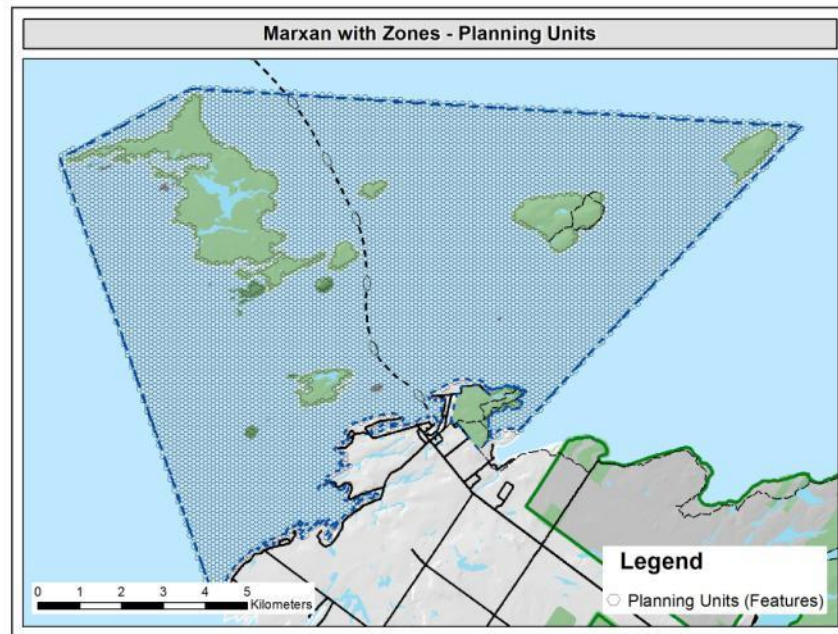 Marxan with Zones - Planning Units
Legend
Planning Units (Features)
0 1 2 3 4 5
Kilometers